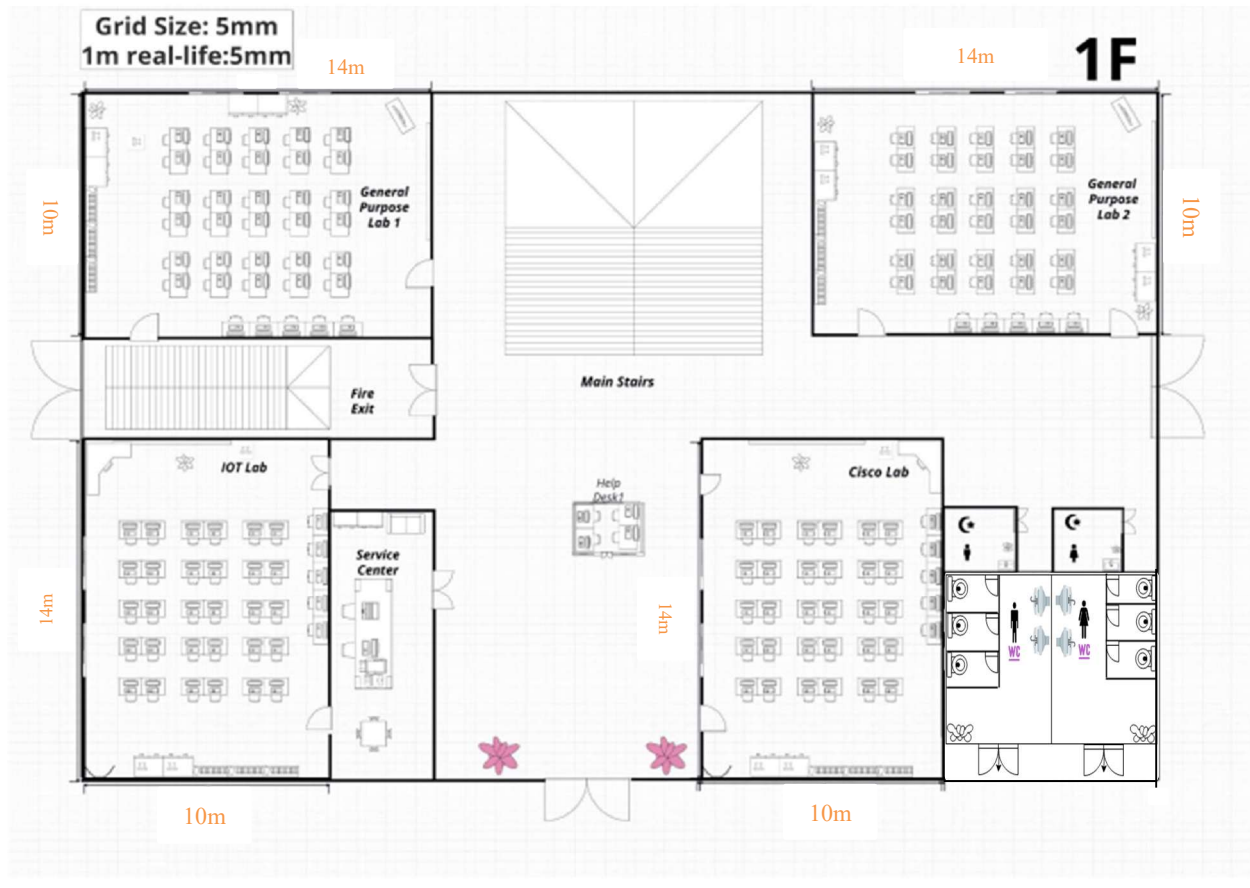 Grid Size: 5mm
1m real-life:5mm
14m
14m
1F
10m
General
Purpose
Lab 1
General
Purpose
Lab 2
10m
Main Stairs
Fire
Exit
IOT Lab
Cisco Lab
Help
Desk1
Service
Center
14m
14m
WC
WC
10m
10m